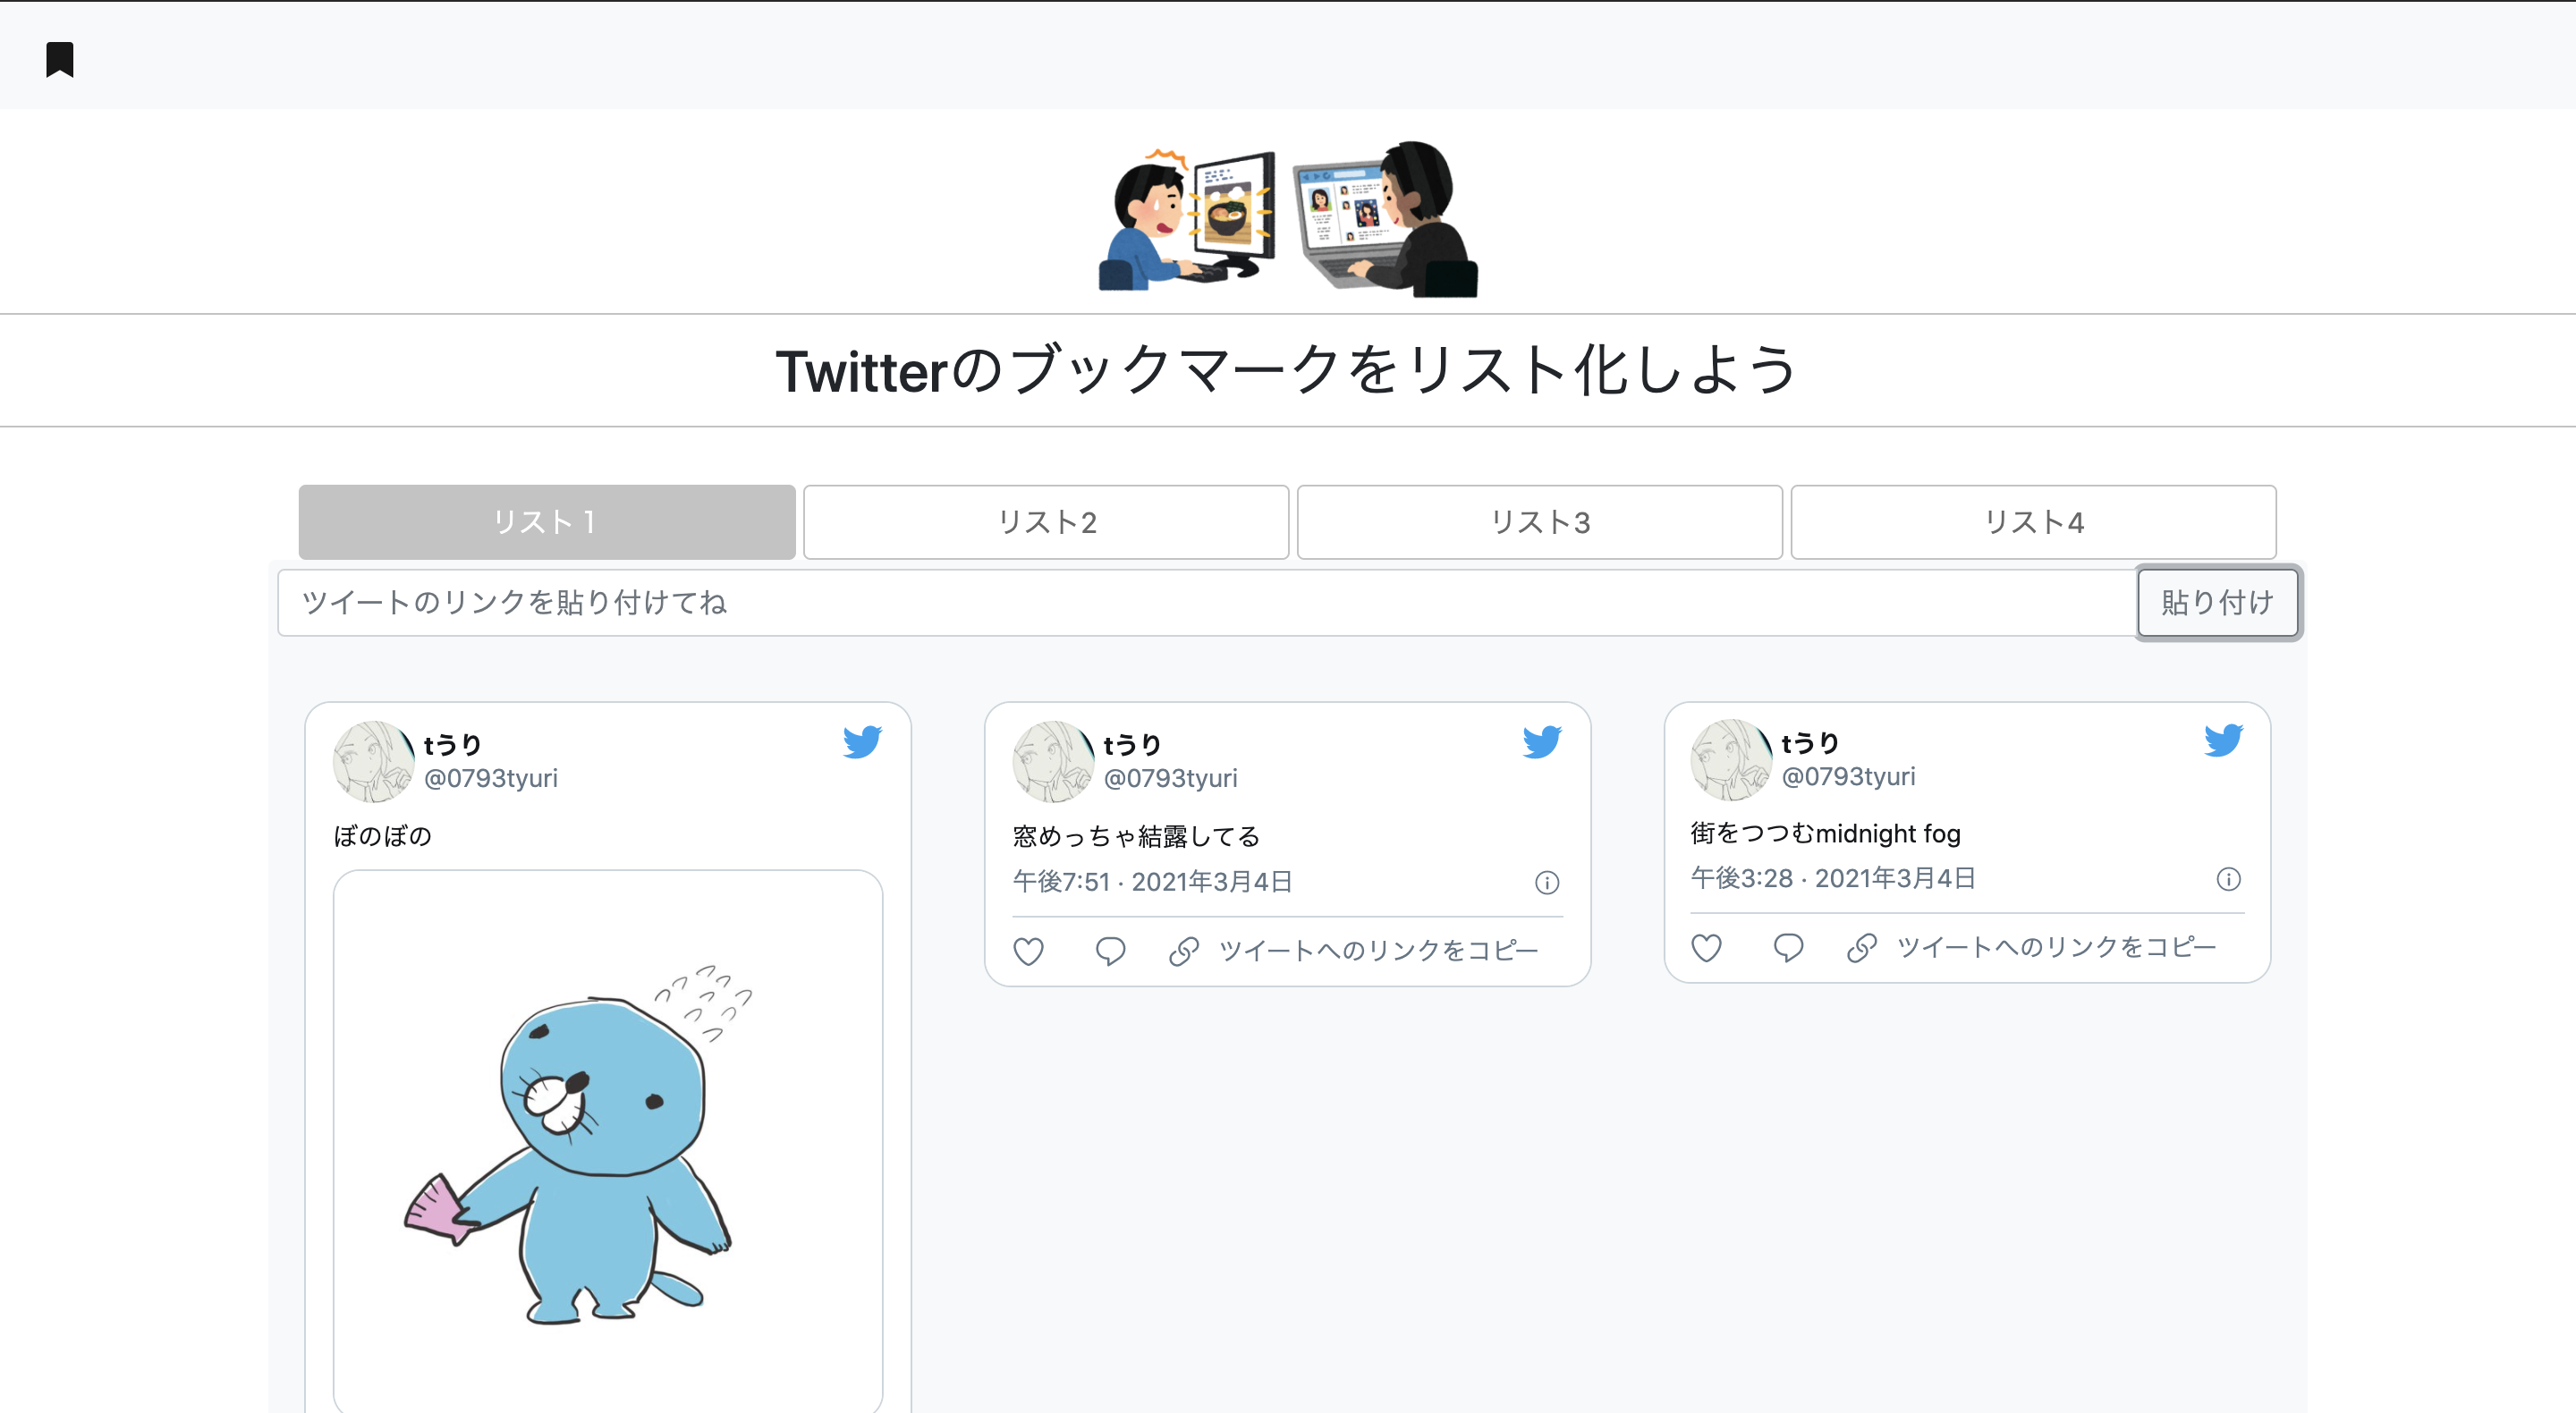 Twitterのブックマークをリスト化しよう
リスト 1
リスト2
リスト3
リスト4
ツイートのリンクを貼り付けてね
貼り付け
tうり
@0793tyuri
ぼのぼの
tうり
@0793tyuri
窓めっちゃ結露してる
午後7:51 · 2021年3月4日
ツイートへのリンクをコピー
tうり
@0793tyuri
街をつつむmidnight fog
午後3:28 · 2021年3月4日
ツイートへのリンクをコピー